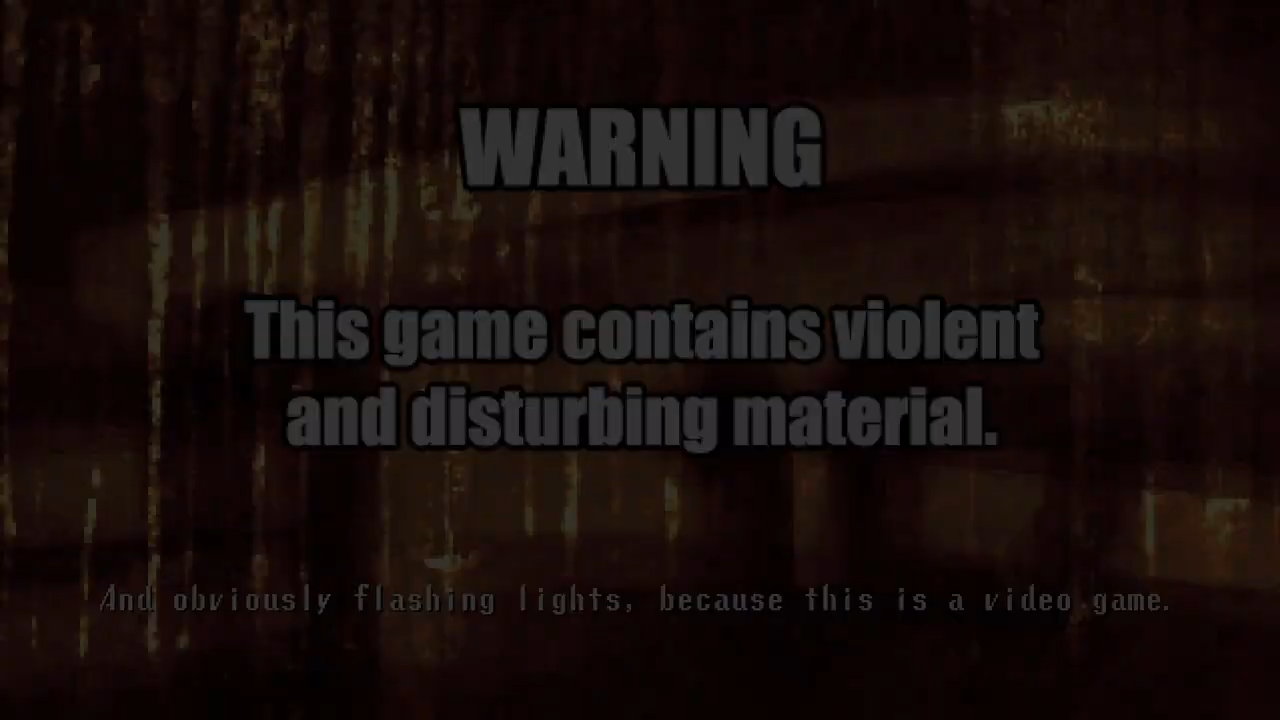 WARNING
This game contains violent
and disturbing material.
And obviously flashing lights, because this is a video game.